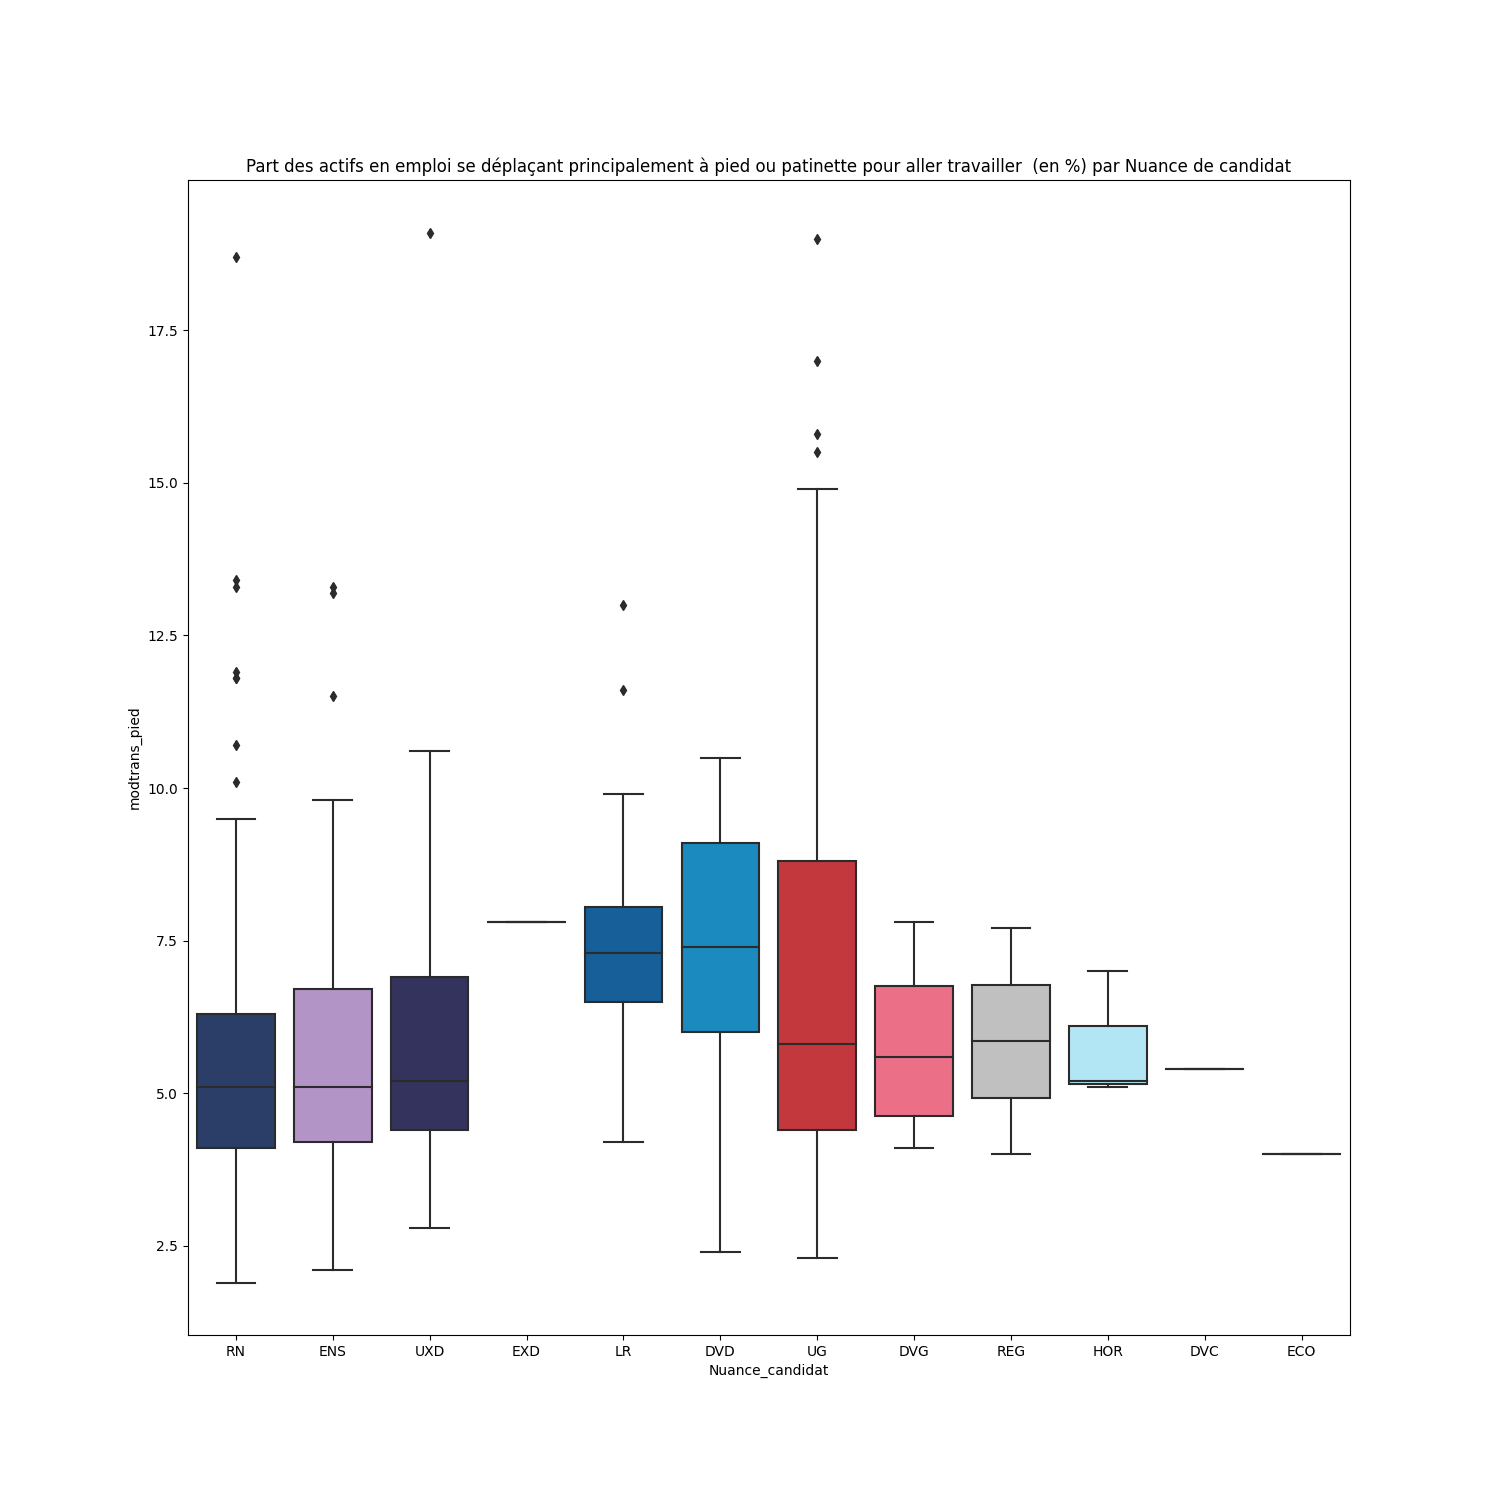 Part des actifs en emploi se déplaçant principalement à pied ou patinette pour aller travailler  (en %) par Nuance de candidat
17.5
15.0
12.5
10.0
7.5
5.0
2.5
modtrans_pied
RN ENS UXD EXD LR DVD UG DVG REG HOR DVC ECO
Nuance_candidat